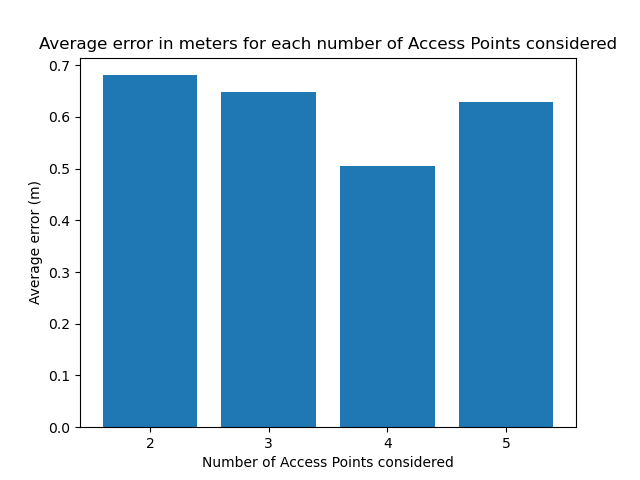 Average error in meters for each number of Access Points considered
0.7
0.6
0.5
0.4
0.3
0.2
0.1
0.0
Average error (m)
2 3 4 5
Number of Access Points considered